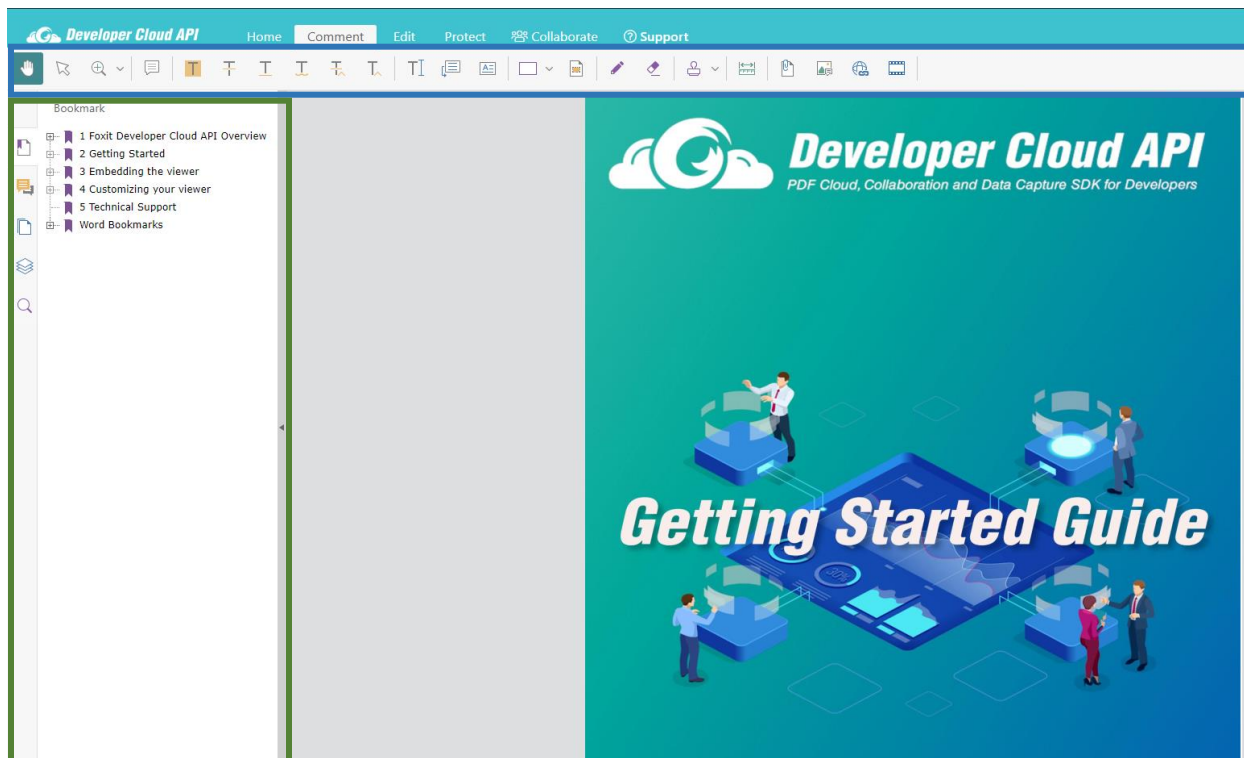 Developer Cloud API
Home Comment Edit Protect Collaborate Support
Bookmark
1 Foxit Developer Cloud API Overview
2 Getting Started
3 Embedding the viewer
4 Customizing your viewer
5 Technical Support
Word Bookmarks
Developer Cloud API
PDF Cloud, Collaboration and Data Capture SDK for Developers
Getting Started Guide